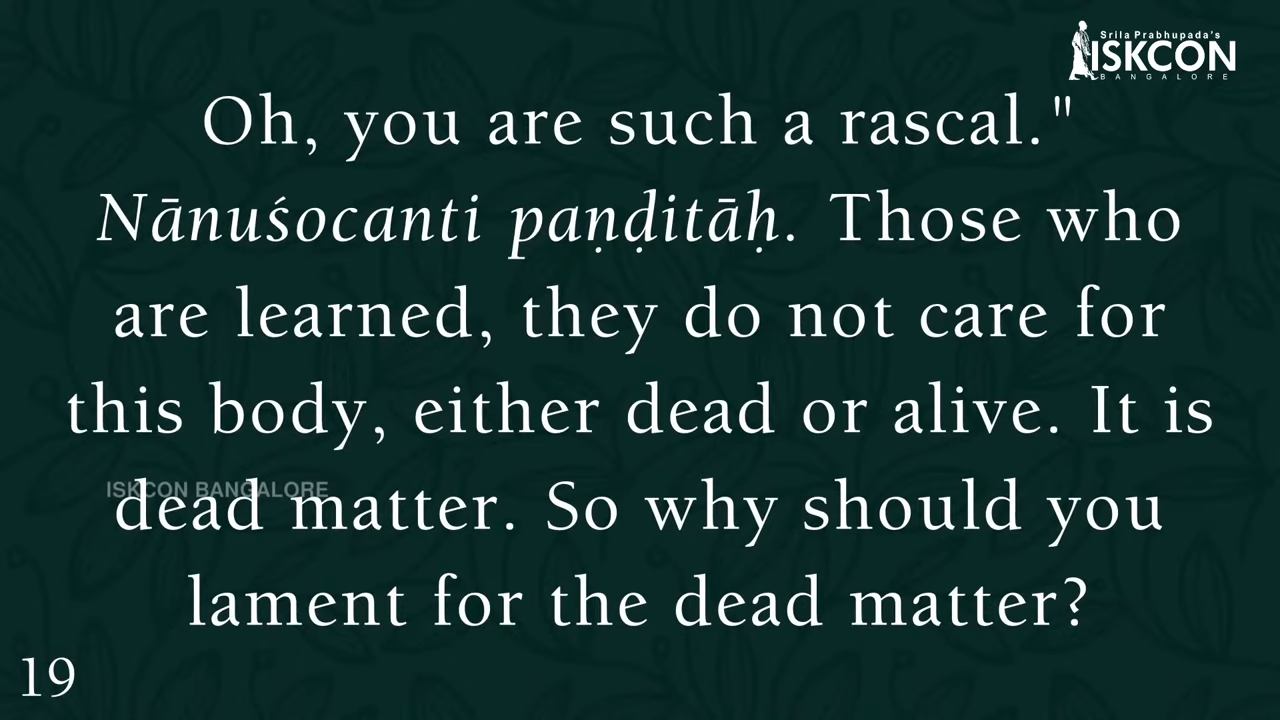 Srila Prabhupada's
ISKCON
BANGALORE
Oh, you are such a rascal."
Nānuśocanti paṇḍitāḥ. Those who
are learned, they do not care for
this body, either dead or alive. It is
ISKCON BANGALORE
dead matter. So why should you
lament for the dead matter?
19